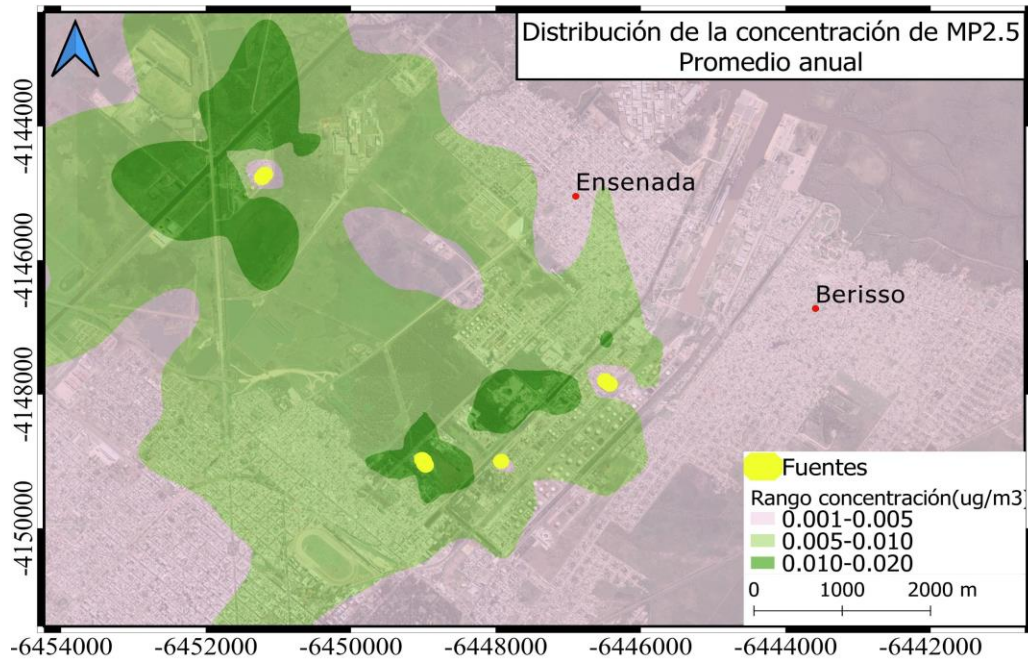 Distribución de la concentración de MP2.5
Promedio anual
-4144000
Ensenada
-4146000
Berisso
-4148000
Fuentes
Rango concentración(ug/m3)
0.001-0.005
0.005-0.010
0.010-0.020
-4150000
0 1000 2000 m
-6454000 -6452000 -6450000 -6448000 -6446000 -6444000 -6442000